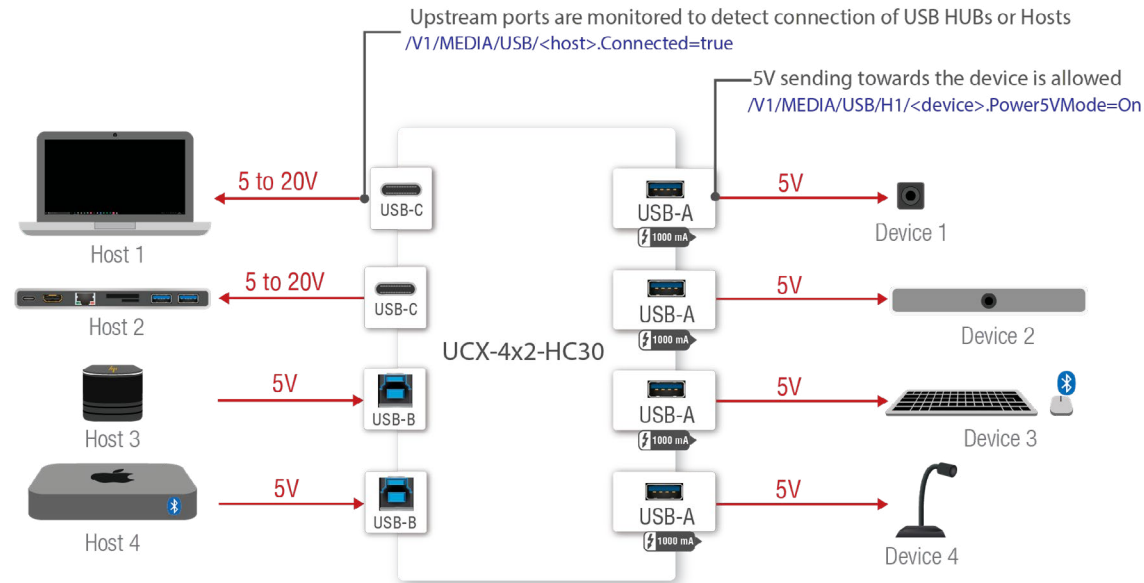 Upstream ports are monitored to detect connection of USB HUBs or Hosts
/V1/MEDIA/USB/<host>.Connected=true
5V sending towards the device is allowed
/V1/MEDIA/USB/H1/<device>.Power5VMode=On
5 to 20V
USB-C
Host 1
5 to 20V
USB-C
Host 2
5V
USB-B
Host 3
5V
USB-B
Host 4
UCX-4x2-HC30
USB-A
1000 mA
5V
Device 1
USB-A
1000 mA
5V
Device 2
USB-A
1000 mA
5V
Device 3
USB-A
1000 mA
5V
Device 4